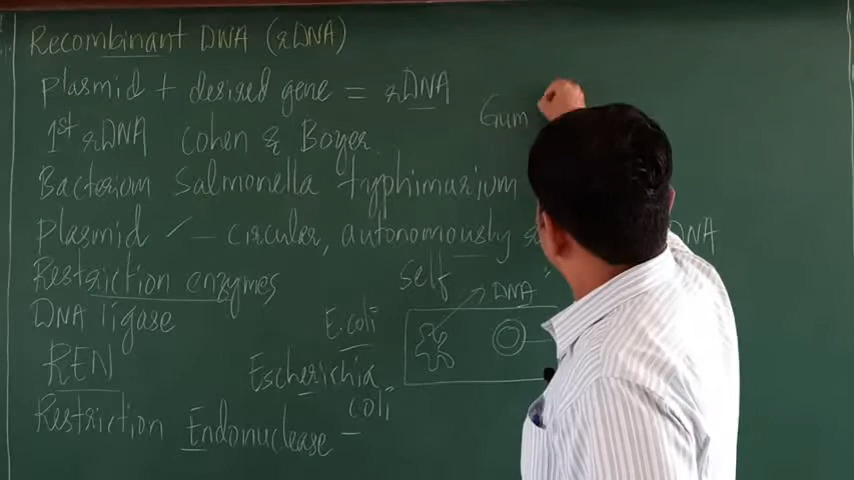 Recombinant DNA (rDNA)
Plasmid + desired gene = rDNA
Gum
1st rDNA Cohen & Boyer.
Bacterium Salmonella typhimurium
Plasmid — circular, autonomously
DNA
Restriction enzymes
self
DNA
DNA ligase
E.coli
REN
Escherichia
coli
Restriction Endonuclease